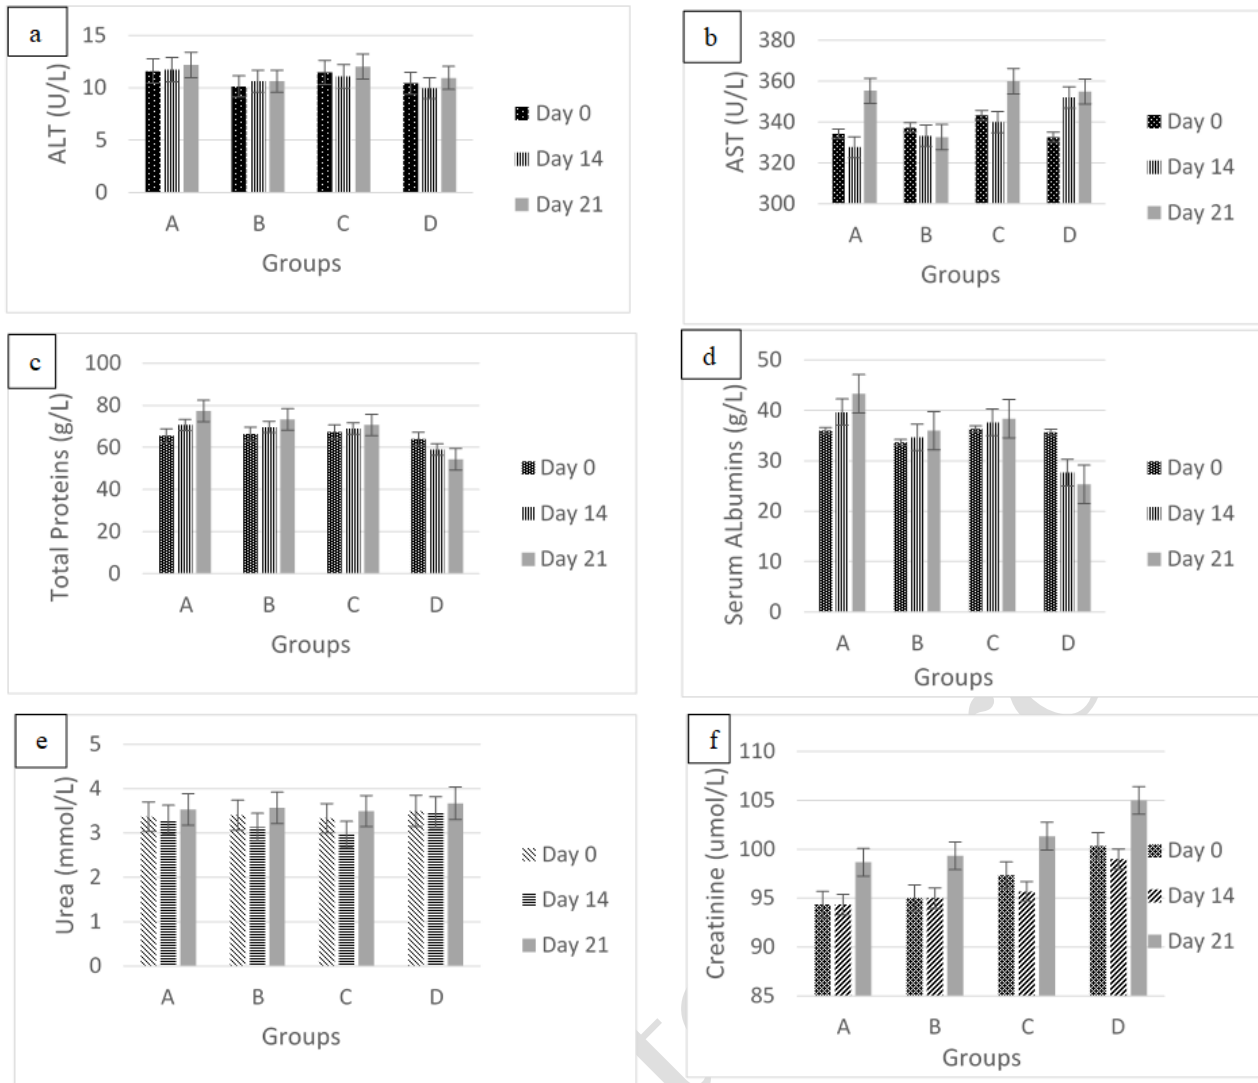 a
15
10
5
0
ALT (U/L)
A B C D
Groups
Day 0
Day 14
Day 21
b
380
360
340
320
300
AST (U/L)
A B C D
Groups
Day 0
Day 14
Day 21
c
100
80
60
40
20
0
Total Proteins (g/L)
A B C D
Groups
Day 0
Day 14
Day 21
d
50
40
30
20
10
0
Serum ALbumins (g/L)
A B C D
Groups
Day 0
Day 14
Day 21
e
5
4
3
2
1
0
Urea (mmol/L)
A B C D
Groups
Day 0
Day 14
Day 21
f
110
105
100
95
90
85
Creatinine (umol/L)
A B C D
Groups
Day 0
Day 14
Day 21